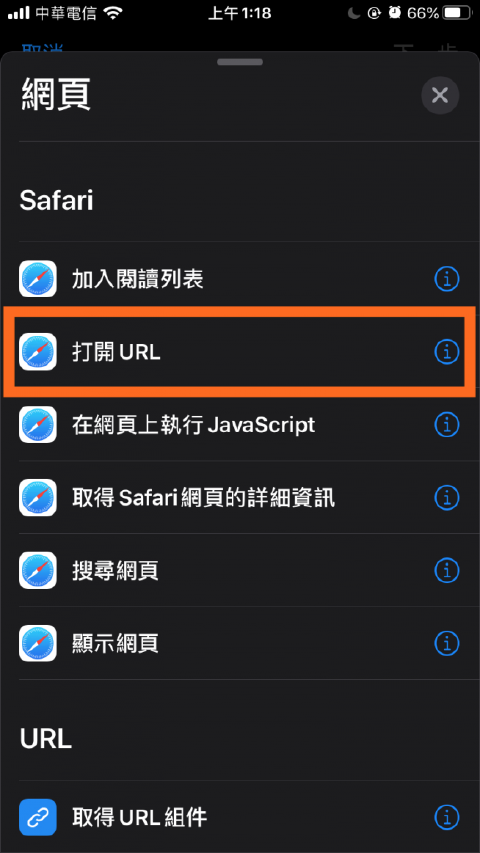 中華電信
上午1:18
66%
取消
下一步
網頁
Safari
加入閱讀列表
打開 URL
在網頁上執行 JavaScript
取得 Safari 網頁的詳細資訊
搜尋網頁
顯示網頁
URL
取得 URL 組件